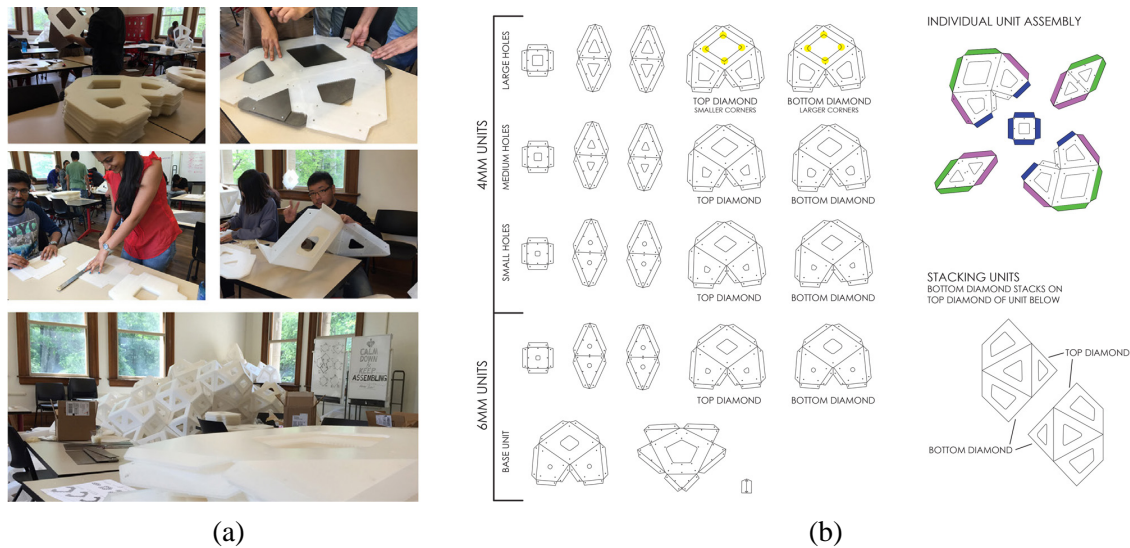 CALM
DOWN
KEEP
ASSEMBLING
(a)
4MM UNITS
6MM UNITS
LARGE HOLES
MEDIUM HOLES
SMALL HOLES
BASE UNIT
TOP DIAMOND
SMALLER CORNERS
BOTTOM DIAMOND
LARGER CORNERS
TOP DIAMOND
BOTTOM DIAMOND
TOP DIAMOND
BOTTOM DIAMOND
TOP DIAMOND
BOTTOM DIAMOND
INDIVIDUAL UNIT ASSEMBLY
STACKING UNITS
BOTTOM DIAMOND STACKS ON
TOP DIAMOND OF UNIT BELOW
TOP DIAMOND
BOTTOM DIAMOND
(b)